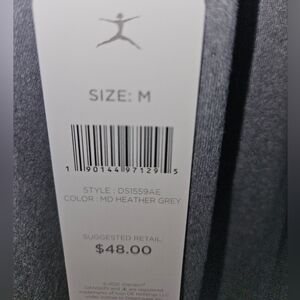 SIZE: M
1 90144 97129 5
STYLE : DS1559AE
COLOR : MD HEATHER GREY
SUGGESTED RETAIL
$48.00